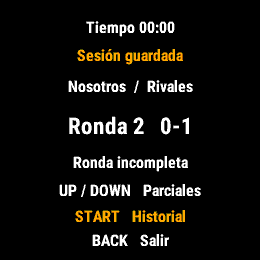 Tiempo 00:00
Sesión guardada
Nosotros / Rivales
Ronda 2 0-1
Ronda incompleta
UP / DOWN Parciales
START Historial
BACK Salir